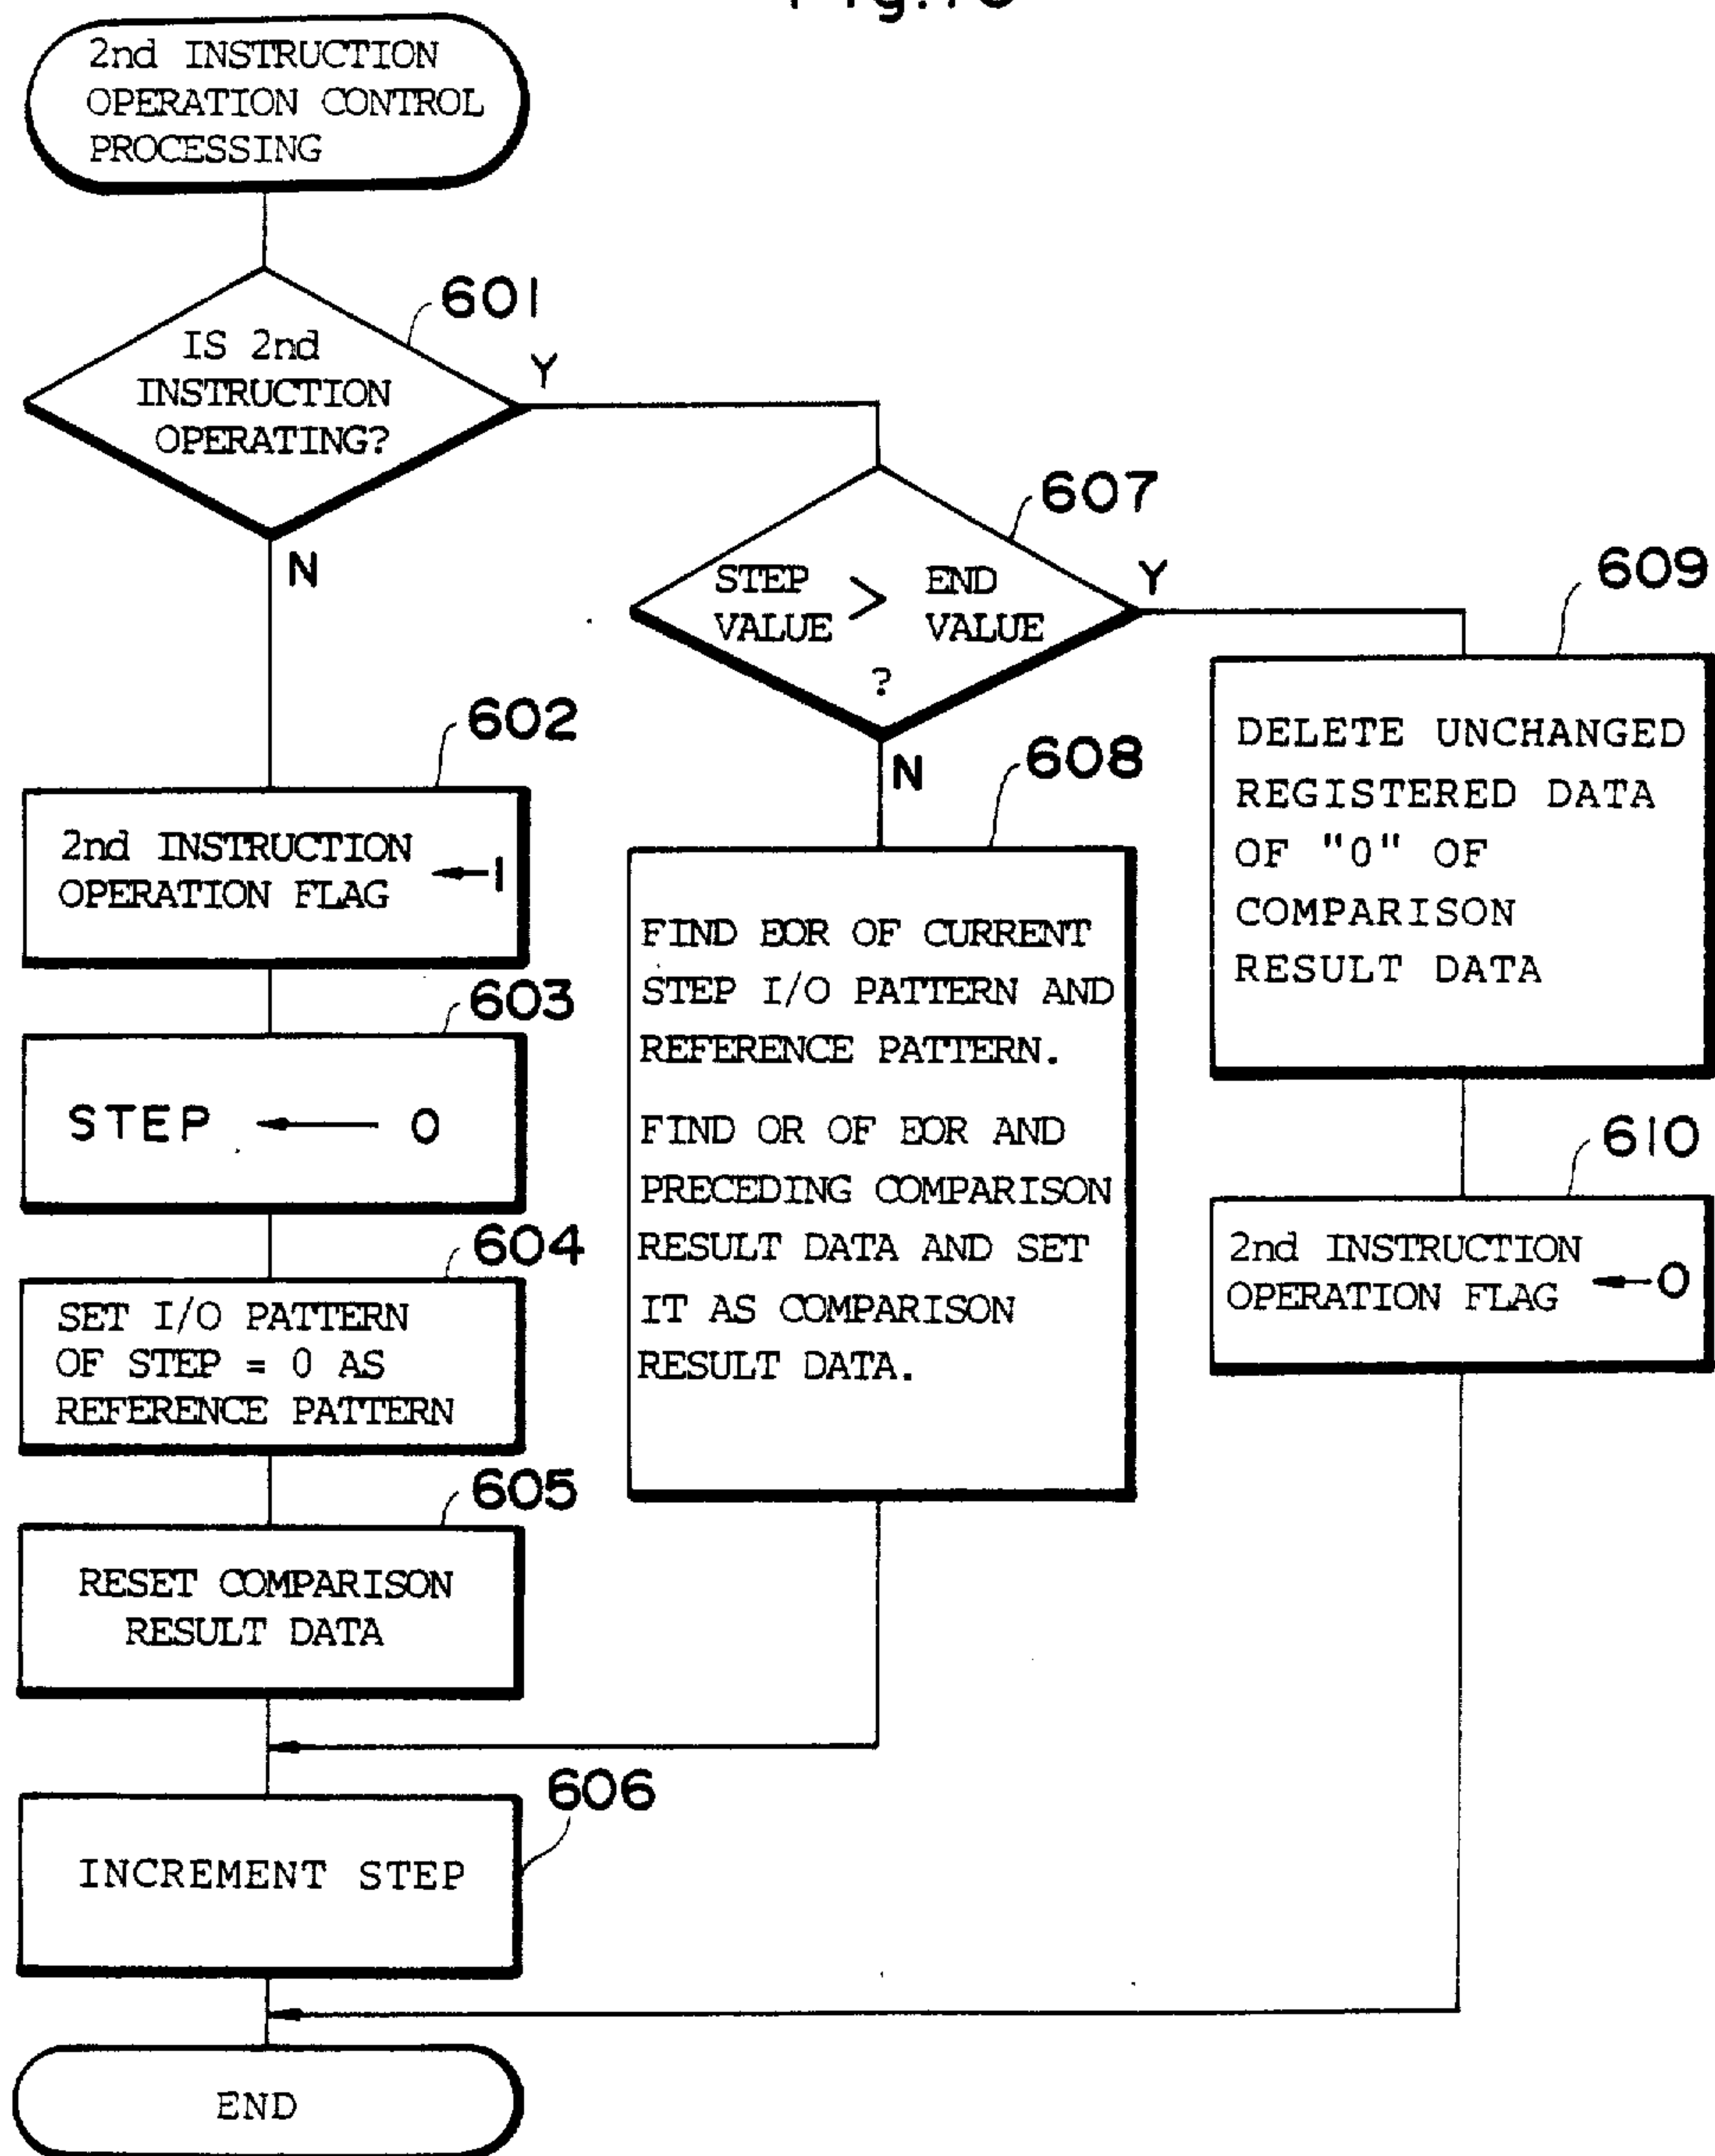 2nd INSTRUCTION
OPERATION CONTROL
PROCESSING
601
IS 2nd
INSTRUCTION
OPERATING?
Y
N
607
STEP VALUE > END VALUE
?
Y
N
602
2nd INSTRUCTION
OPERATION FLAG ← 1
603
STEP ← 0
604
SET I/O PATTERN
OF STEP = 0 AS
REFERENCE PATTERN
605
RESET COMPARISON
RESULT DATA
606
INCREMENT STEP
608
FIND EOR OF CURRENT
STEP I/O PATTERN AND
REFERENCE PATTERN.
FIND OR OF EOR AND
PRECEDING COMPARISON
RESULT DATA AND SET
IT AS COMPARISON
RESULT DATA.
609
DELETE UNCHANGED
REGISTERED DATA
OF "0" OF
COMPARISON
RESULT DATA
610
2nd INSTRUCTION
OPERATION FLAG ← 0
END